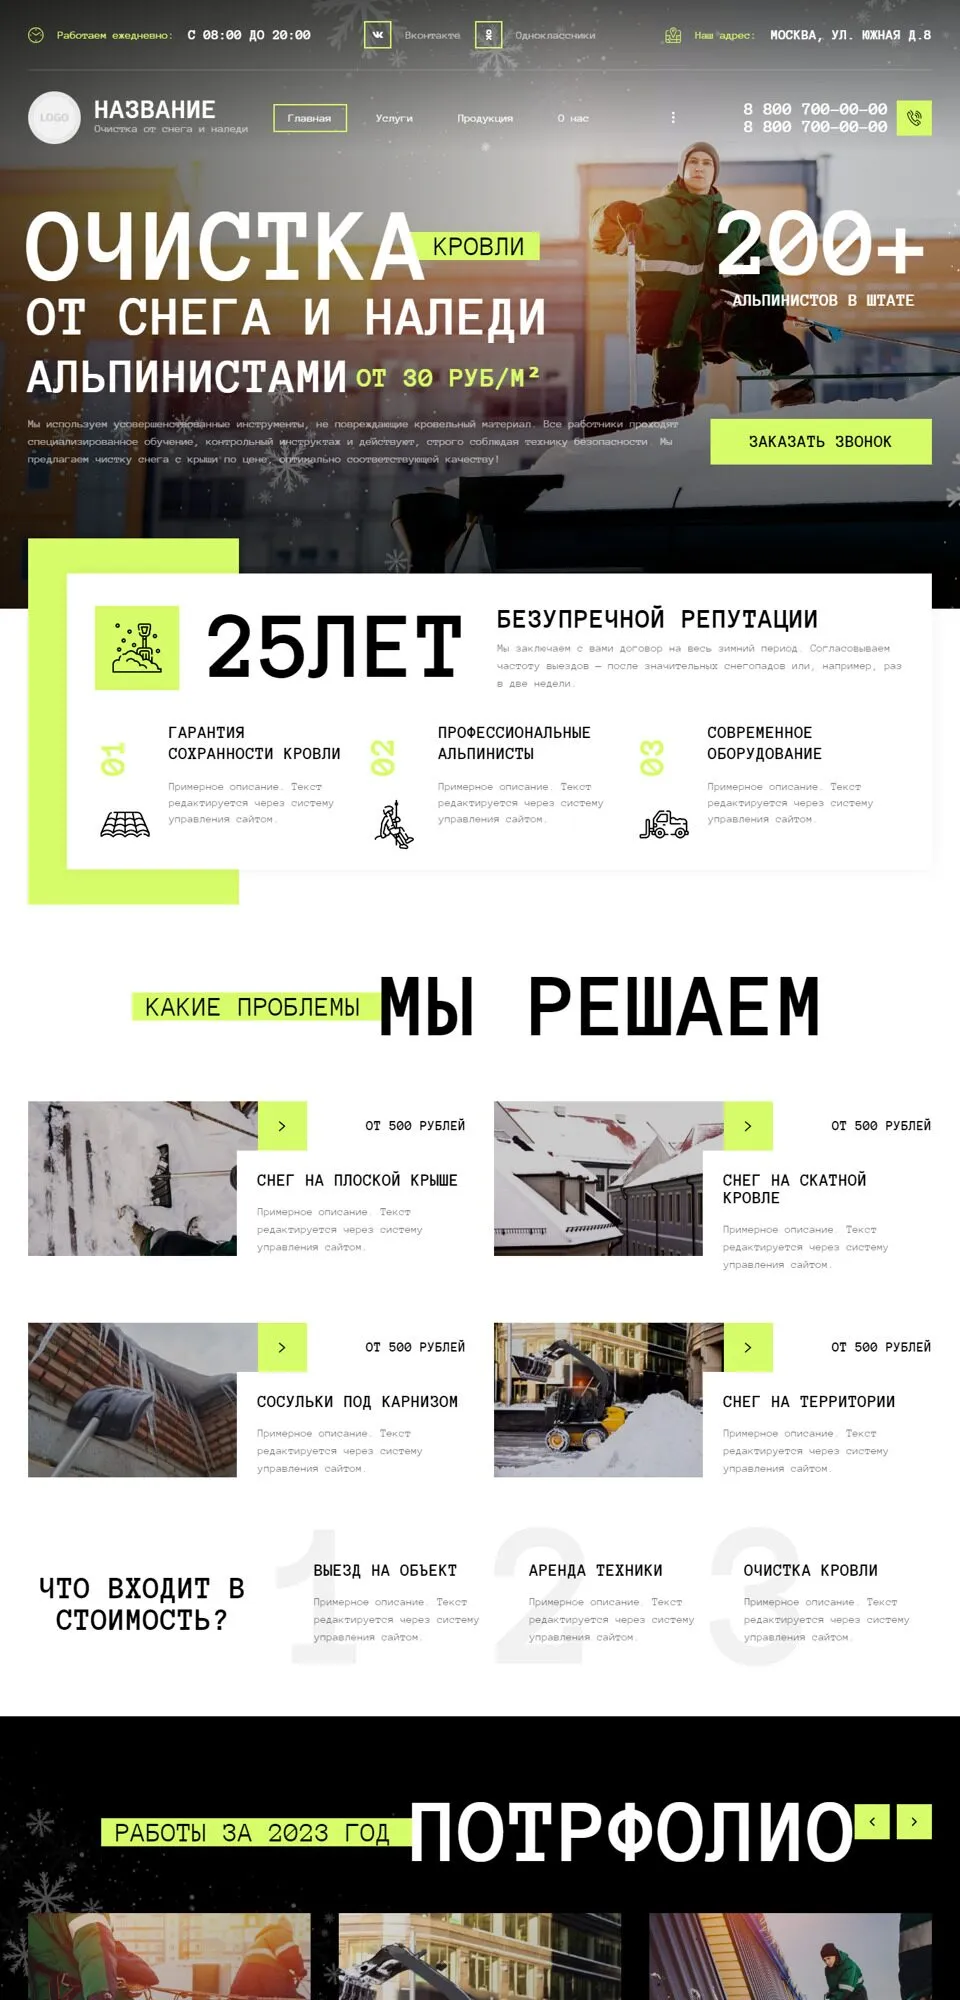 Работаем ежедневно: С 08:00 ДО 20:00
Вконтакте
Одноклассники
Наш адрес: МОСКВА, УЛ. ЮЖНАЯ Д.8
LOGO
НАЗВАНИЕ
Очистка от снега и наледи
Главная
Услуги
Продукция
О нас
8 800 700-00-00
8 800 700-00-00
ОЧИСТКА КРОВЛИ
ОТ СНЕГА И НАЛЕДИ
АЛЬПИНИСТАМИ ОТ 30 РУБ/М²
200+
АЛЬПИНИСТОВ В ШТАТЕ
Мы используем усовершенствованные инструменты, не повреждающие кровельный материал. Все работники проходят
специализированное обучение, контрольный инструктаж и действуют, строго соблюдая технику безопасности. Мы
предлагаем чистку снега с крыши по цене, оптимально соответствующей качеству!
ЗАКАЗАТЬ ЗВОНОК
25ЛЕТ
БЕЗУПРЕЧНОЙ РЕПУТАЦИИ
Мы заключаем с вами договор на весь зимний период. Согласовываем
частоту выездов — после значительных снегопадов или, например, раз
в две недели.
01
ГАРАНТИЯ
СОХРАННОСТИ КРОВЛИ
Примерное описание. Текст
редактируется через систему
управления сайтом.
02
ПРОФЕССИОНАЛЬНЫЕ
АЛЬПИНИСТЫ
Примерное описание. Текст
редактируется через систему
управления сайтом.
03
СОВРЕМЕННОЕ
ОБОРУДОВАНИЕ
Примерное описание. Текст
редактируется через систему
управления сайтом.
КАКИЕ ПРОБЛЕМЫ МЫ РЕШАЕМ
ОТ 500 РУБЛЕЙ
СНЕГ НА ПЛОСКОЙ КРЫШЕ
Примерное описание. Текст
редактируется через систему
управления сайтом.
ОТ 500 РУБЛЕЙ
СНЕГ НА СКАТНОЙ
КРОВЛЕ
Примерное описание. Текст
редактируется через систему
управления сайтом.
ОТ 500 РУБЛЕЙ
СОСУЛЬКИ ПОД КАРНИЗОМ
Примерное описание. Текст
редактируется через систему
управления сайтом.
ОТ 500 РУБЛЕЙ
СНЕГ НА ТЕРРИТОРИИ
Примерное описание. Текст
редактируется через систему
управления сайтом.
ЧТО ВХОДИТ В
СТОИМОСТЬ?
1
ВЫЕЗД НА ОБЪЕКТ
Примерное описание. Текст
редактируется через систему
управления сайтом.
2
АРЕНДА ТЕХНИКИ
Примерное описание. Текст
редактируется через систему
управления сайтом.
3
ОЧИСТКА КРОВЛИ
Примерное описание. Текст
редактируется через систему
управления сайтом.
РАБОТЫ ЗА 2023 ГОД ПОТРФОЛИО